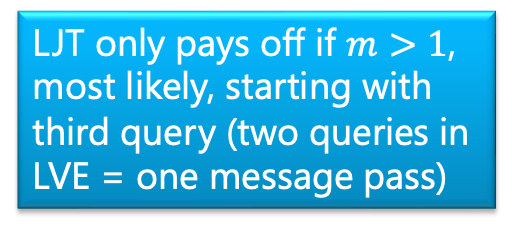 LJT only pays off if 𝑚 > 1,
most likely, starting with
third query (two queries in
LVE = one message pass)